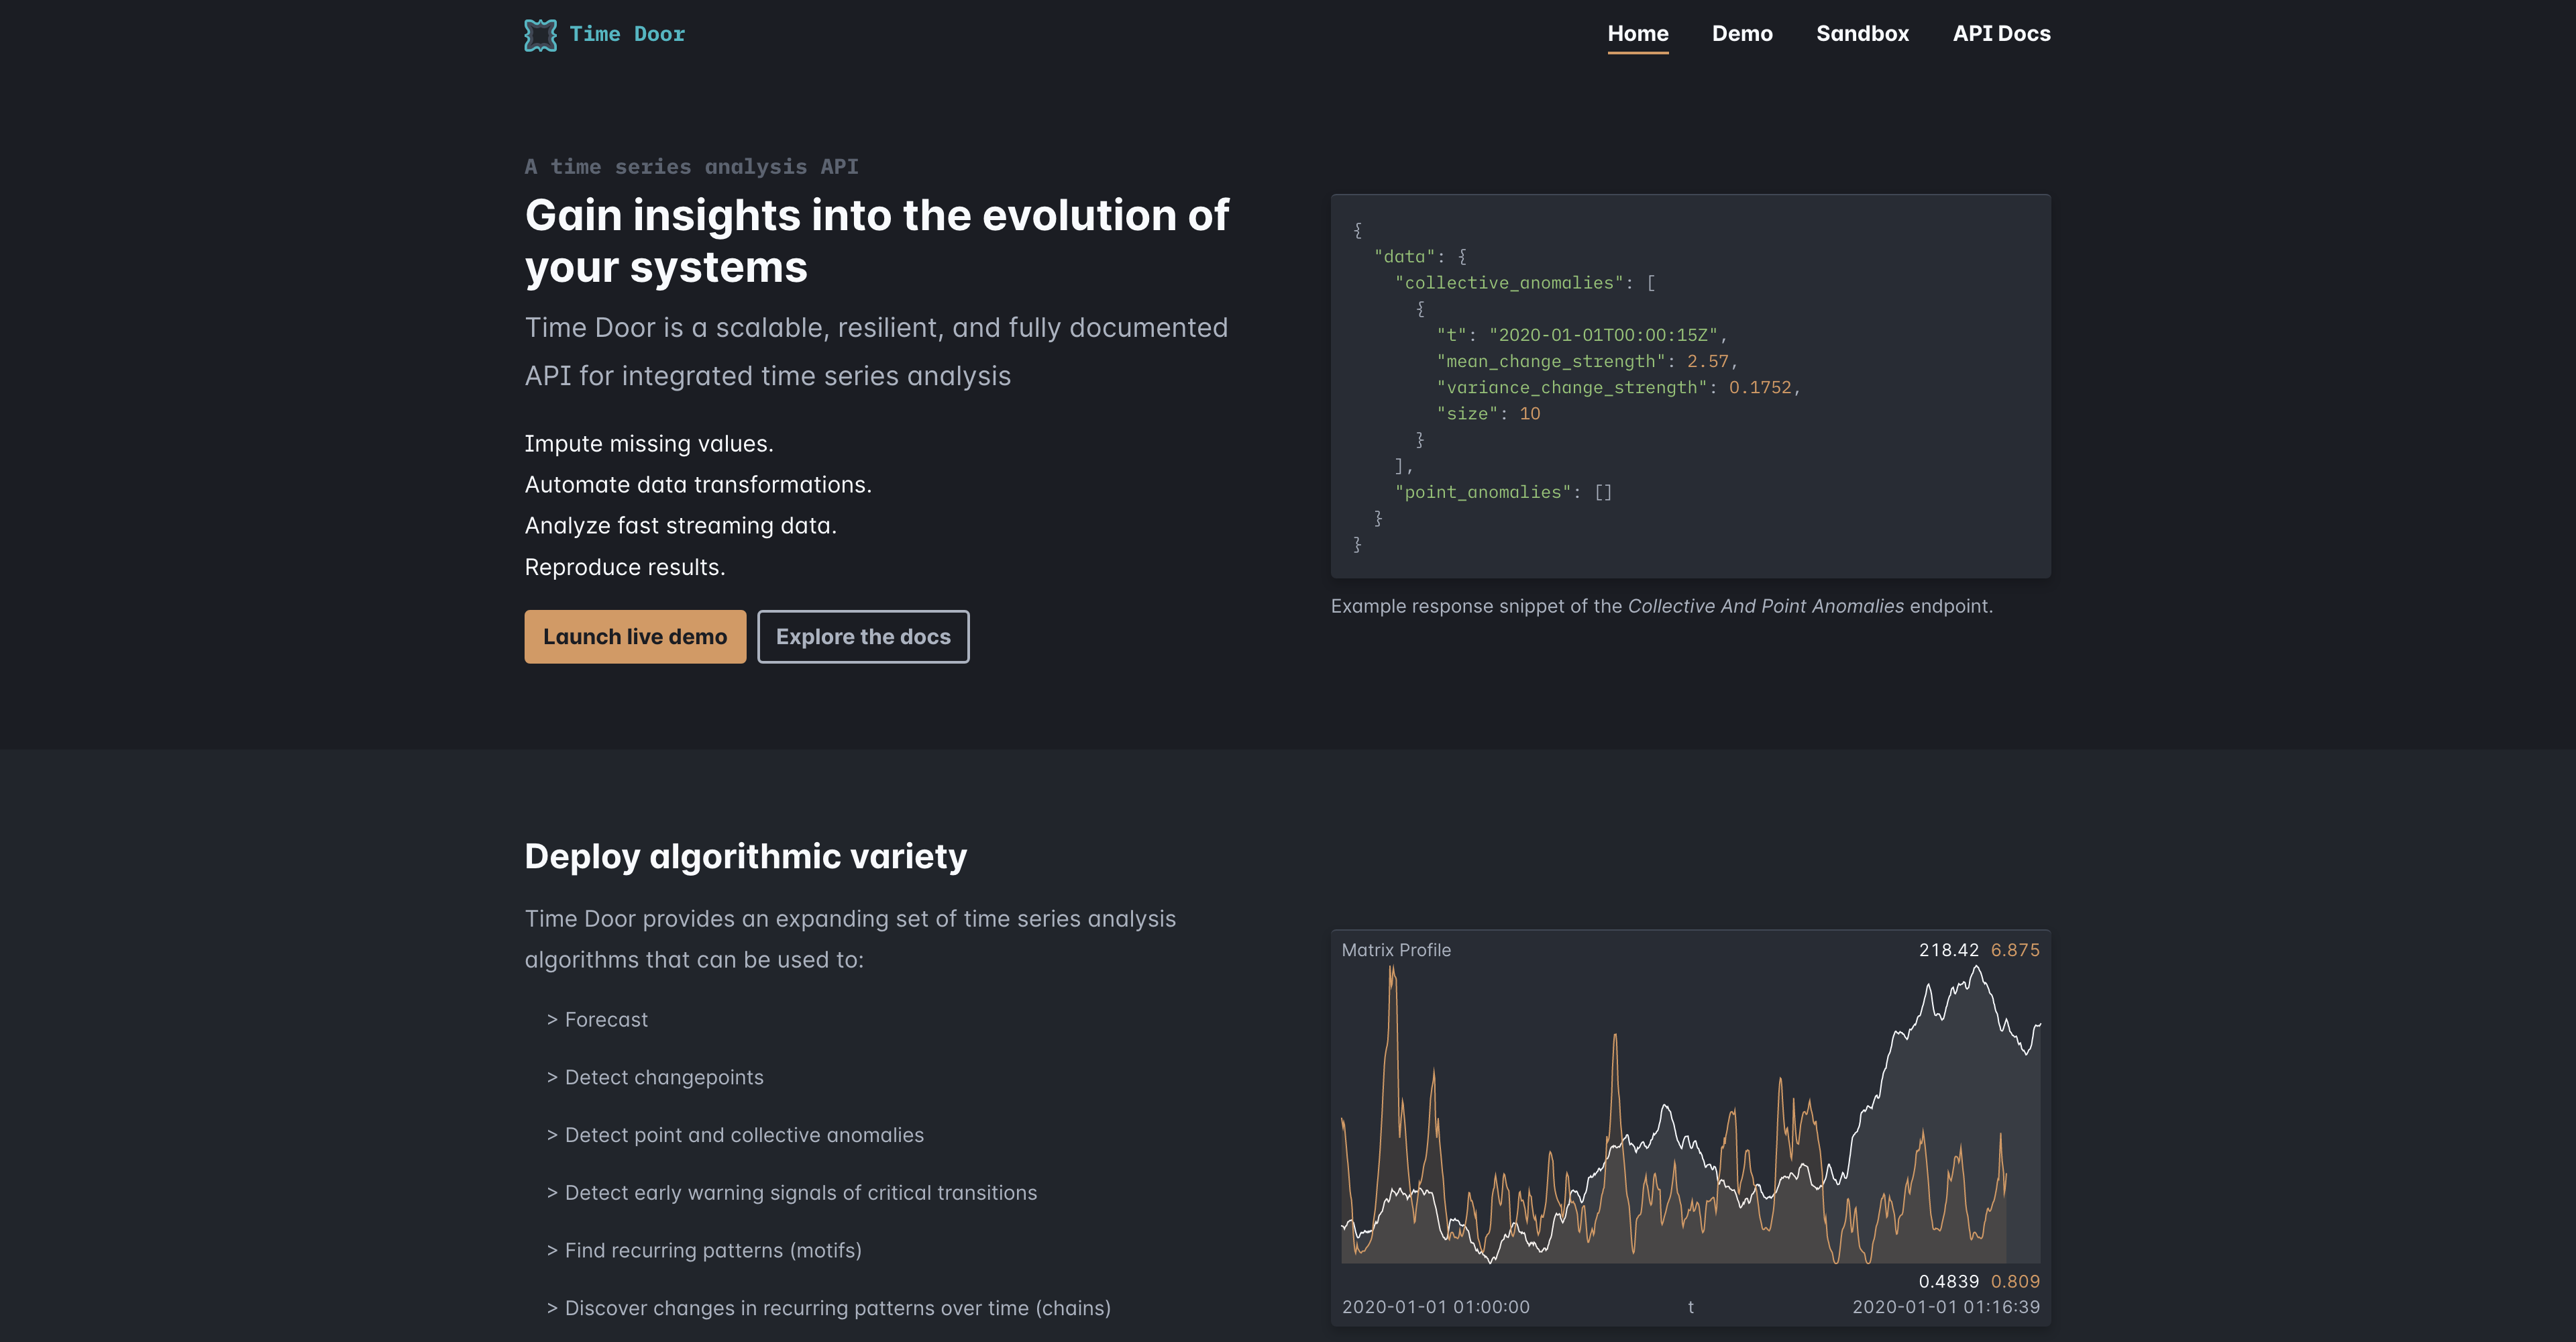 Time Door
Home Demo Sandbox API Docs
A time series analysis API
Gain insights into the evolution of
your systems
Time Door is a scalable, resilient, and fully documented
API for integrated time series analysis
Impute missing values.
Automate data transformations.
Analyze fast streaming data.
Reproduce results.
Launch live demo Explore the docs
{
"data": {
"collective_anomalies": [
{
"t": "2020-01-01T00:00:15Z",
"mean_change_strength": 2.57,
"variance_change_strength": 0.1752,
"size": 10
}
],
"point_anomalies": []
}
}
Example response snippet of the Collective And Point Anomalies endpoint.
Deploy algorithmic variety
Time Door provides an expanding set of time series analysis
algorithms that can be used to:
> Forecast
> Detect changepoints
> Detect point and collective anomalies
> Detect early warning signals of critical transitions
> Find recurring patterns (motifs)
> Discover changes in recurring patterns over time (chains)
Matrix Profile 218.42 6.875
0.4839 0.809
2020-01-01 01:00:00 t 2020-01-01 01:16:39